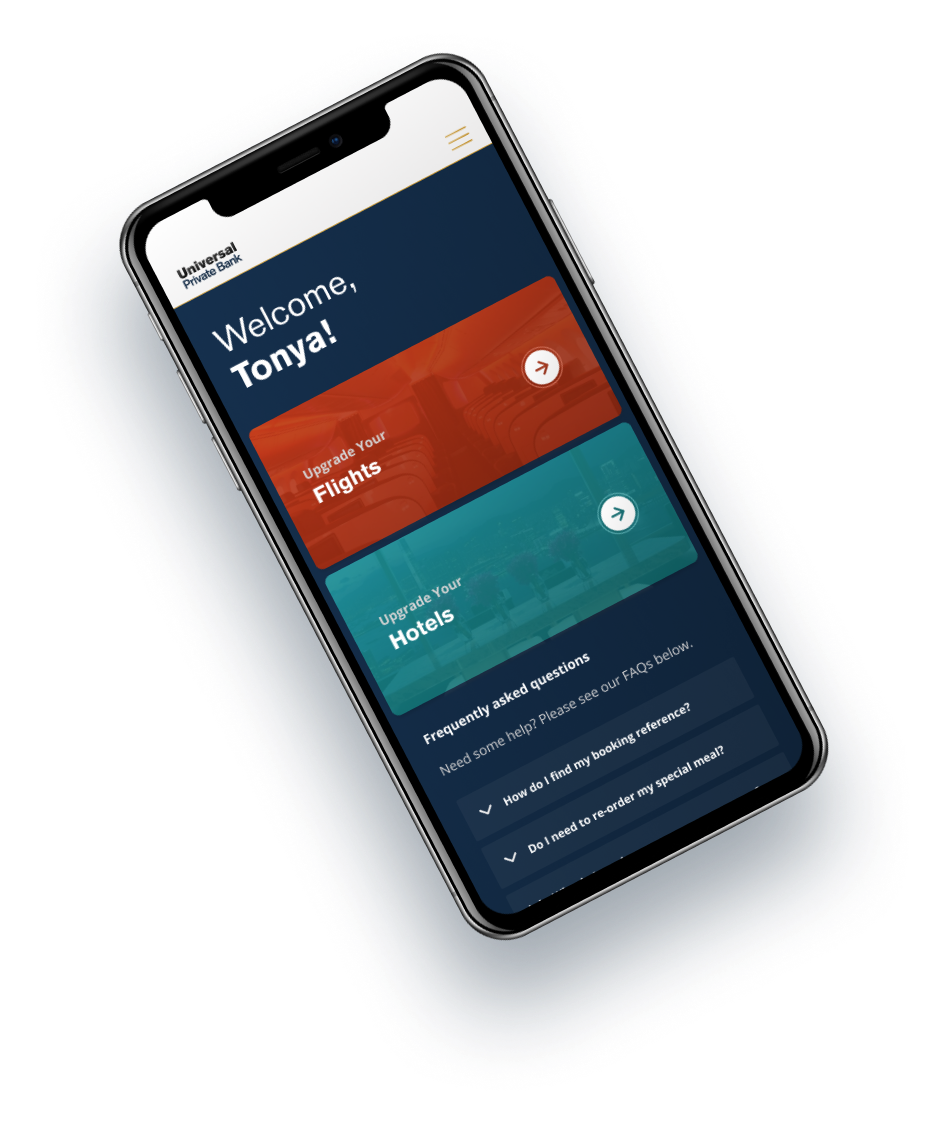 Universal
Private Bank
Welcome,
Tonya!
Upgrade Your
Flights
Upgrade Your
Hotels
Frequently asked questions
Need some help? Please see our FAQs below.
How do I find my booking reference?
Do I need to re-order my special meal?